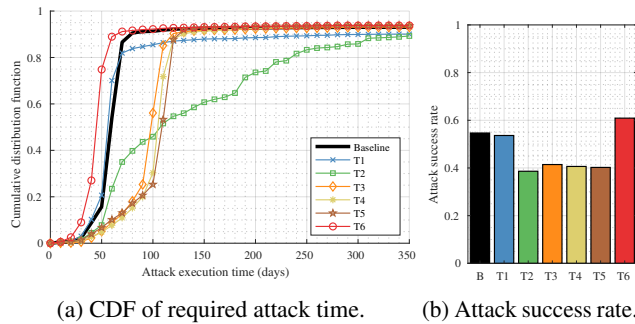 1
0.8
0.6
0.4
0.2
0
Cumulative distribution function
0 50 100 150 200 250 300 350
Attack execution time (days)
Baseline
T1
T2
T3
T4
T5
T6
(a) CDF of required attack time.
1
0.8
0.6
0.4
0.2
0
Attack success rate
B T1 T2 T3 T4 T5 T6
(b) Attack success rate.